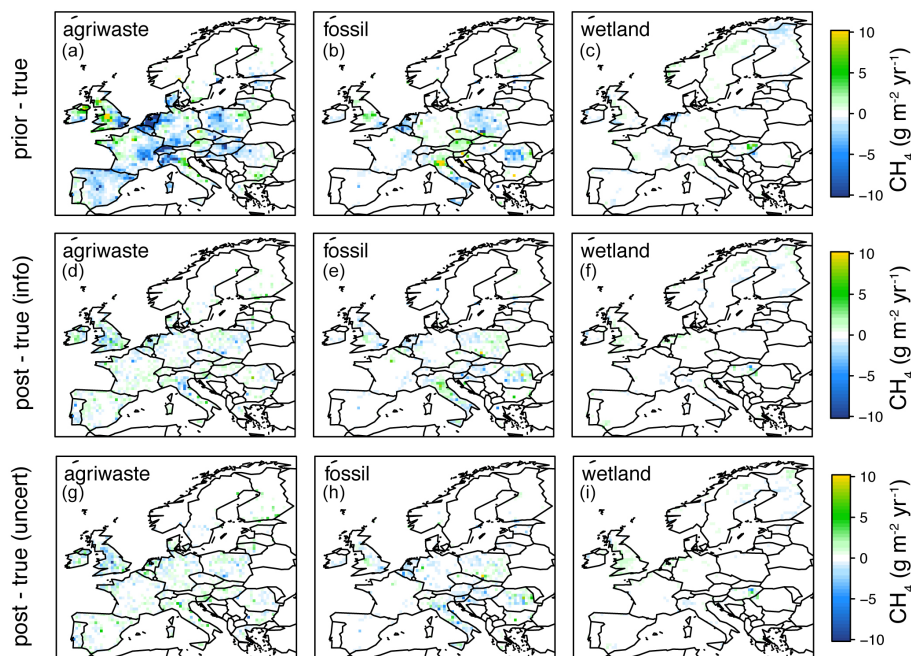 agriwaste fossil wetland
(a) (b) (c)
prior - true
10
5
0
−5
−10
CH4 (g m⁻² yr⁻¹)
agriwaste fossil wetland
(d) (e) (f)
post - true (info)
10
5
0
−5
−10
CH4 (g m⁻² yr⁻¹)
agriwaste fossil wetland
(g) (h) (i)
post - true (uncert)
10
5
0
−5
−10
CH4 (g m⁻² yr⁻¹)